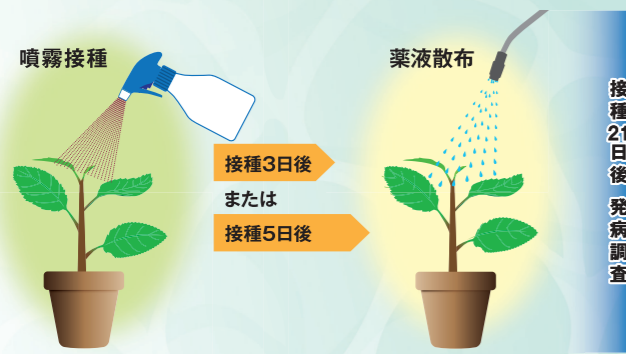 噴霧接種
接種3日後
または
接種5日後
薬液散布
接種21日後 発病調査